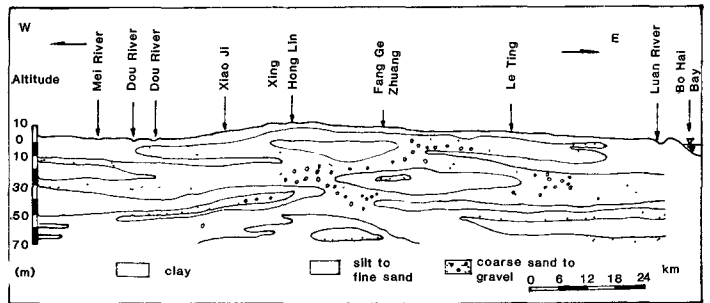 W
E
Mei River
Dou River
Dou River
Xiao Ji
Xing
Hong Lin
Fang Ge
Zhuang
Le Ting
Luan River
Bo Hai
Bay
Altitude
10
0
10
30
50
70
(m)
clay
silt to
fine sand
coarse sand to
gravel
0 6 12 18 24
km